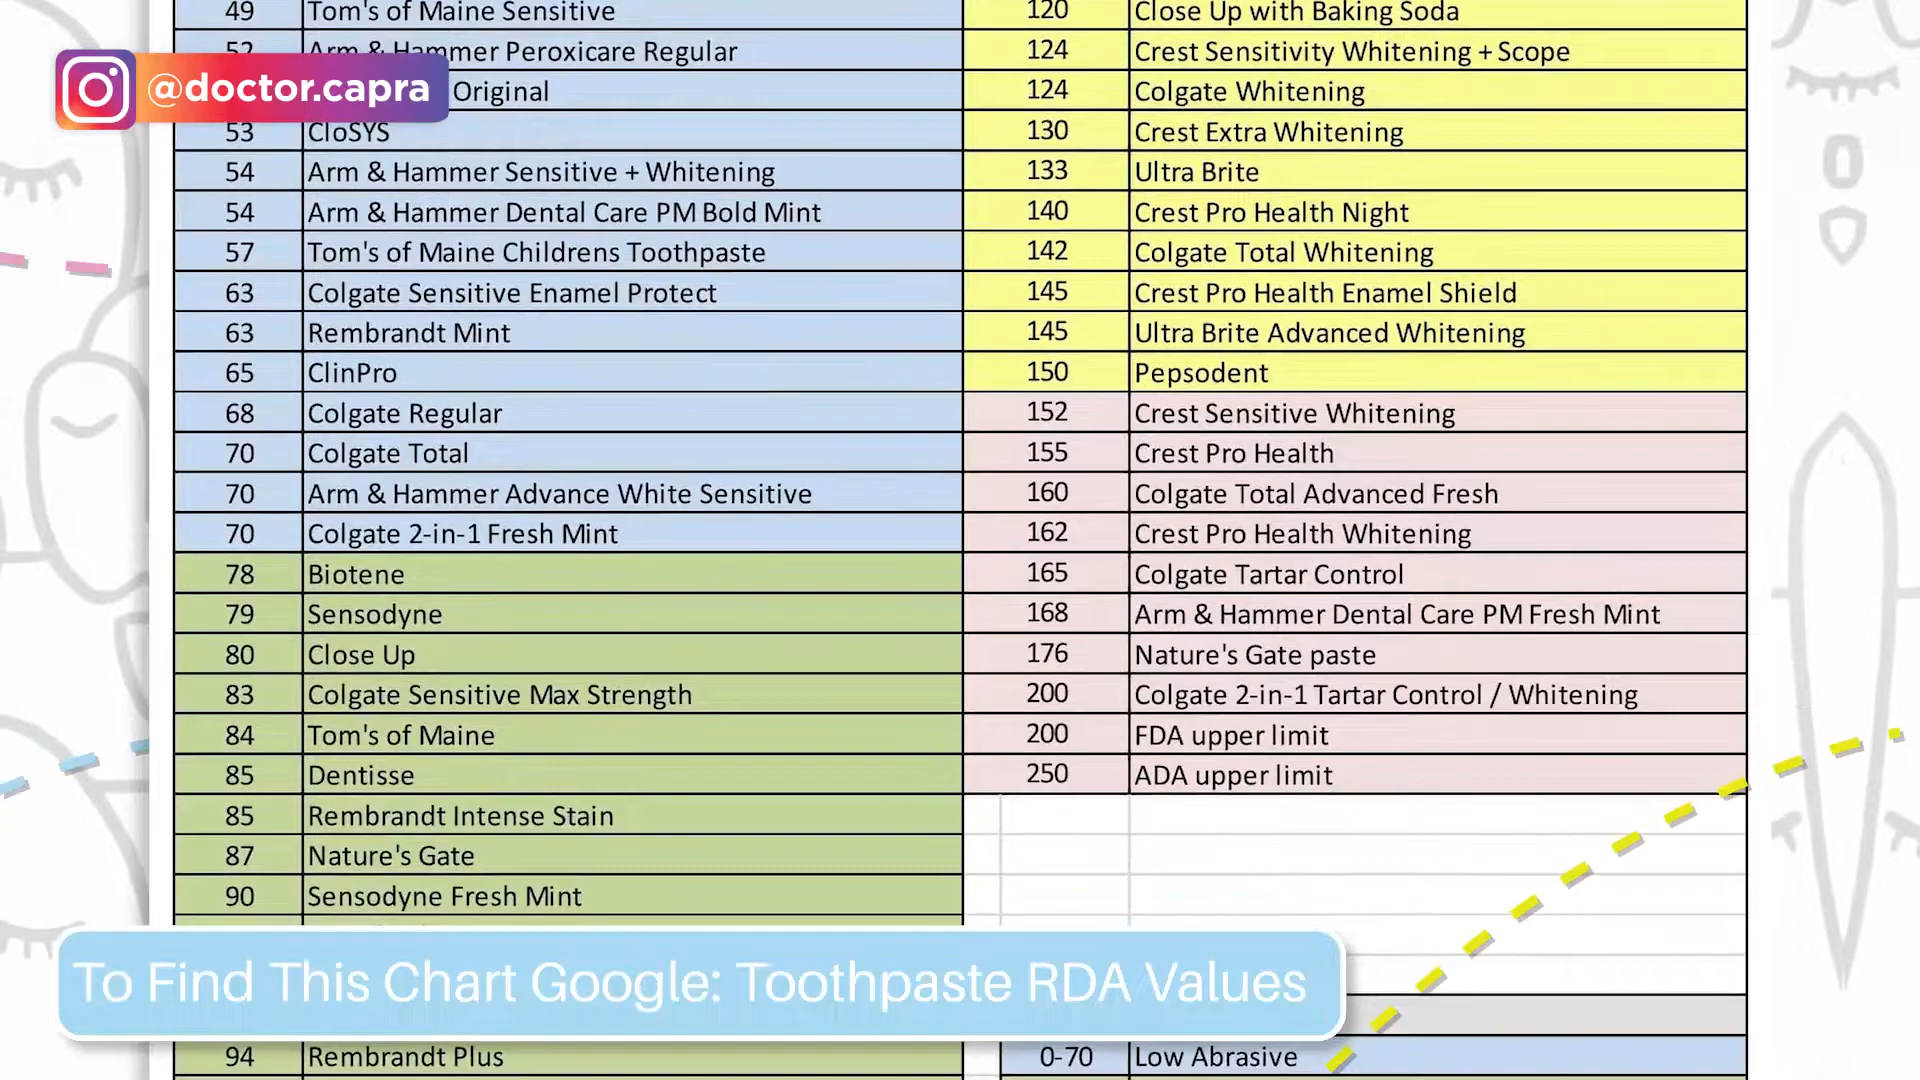 49 Tom's of Maine Sensitive
52 Arm & Hammer Peroxicare Regular
@doctor.capra
Original
53 CloSYS
54 Arm & Hammer Sensitive + Whitening
54 Arm & Hammer Dental Care PM Bold Mint
57 Tom's of Maine Childrens Toothpaste
63 Colgate Sensitive Enamel Protect
63 Rembrandt Mint
65 ClinPro
68 Colgate Regular
70 Colgate Total
70 Arm & Hammer Advance White Sensitive
70 Colgate 2-in-1 Fresh Mint
78 Biotene
79 Sensodyne
80 Close Up
83 Colgate Sensitive Max Strength
84 Tom's of Maine
85 Dentisse
85 Rembrandt Intense Stain
87 Nature's Gate
90 Sensodyne Fresh Mint
94 Rembrandt Plus
120 Close Up with Baking Soda
124 Crest Sensitivity Whitening + Scope
124 Colgate Whitening
130 Crest Extra Whitening
133 Ultra Brite
140 Crest Pro Health Night
142 Colgate Total Whitening
145 Crest Pro Health Enamel Shield
145 Ultra Brite Advanced Whitening
150 Pepsodent
152 Crest Sensitive Whitening
155 Crest Pro Health
160 Colgate Total Advanced Fresh
162 Crest Pro Health Whitening
165 Colgate Tartar Control
168 Arm & Hammer Dental Care PM Fresh Mint
176 Nature's Gate paste
200 Colgate 2-in-1 Tartar Control / Whitening
200 FDA upper limit
250 ADA upper limit
0-70 Low Abrasive
To Find This Chart Google: Toothpaste RDA Values